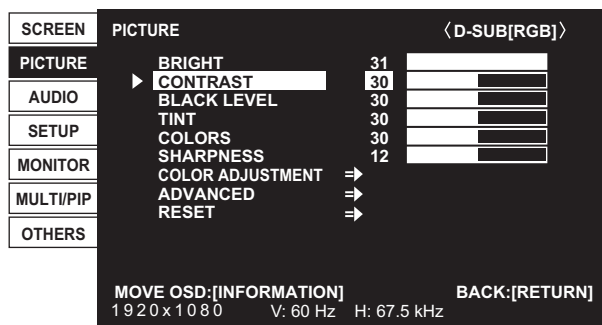 SCREEN
PICTURE
AUDIO
SETUP
MONITOR
MULTI/PIP
OTHERS
PICTURE 〈D-SUB[RGB]〉
BRIGHT 31
CONTRAST 30
BLACK LEVEL 30
TINT 30
COLORS 30
SHARPNESS 12
COLOR ADJUSTMENT
ADVANCED
RESET
MOVE OSD:[INFORMATION] BACK:[RETURN]
1920x1080 V: 60 Hz H: 67.5 kHz